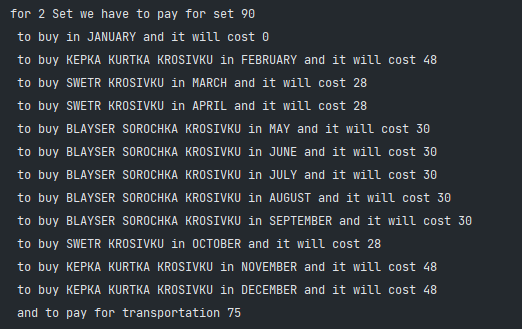 for 2 Set we have to pay for set 90
to buy in JANUARY and it will cost 0
to buy KEPKA KURTKA KROSIVKU in FEBRUARY and it will cost 48
to buy SWETR KROSIVKU in MARCH and it will cost 28
to buy SWETR KROSIVKU in APRIL and it will cost 28
to buy BLAYSER SOROCHKA KROSIVKU in MAY and it will cost 30
to buy BLAYSER SOROCHKA KROSIVKU in JUNE and it will cost 30
to buy BLAYSER SOROCHKA KROSIVKU in JULY and it will cost 30
to buy BLAYSER SOROCHKA KROSIVKU in AUGUST and it will cost 30
to buy BLAYSER SOROCHKA KROSIVKU in SEPTEMBER and it will cost 30
to buy SWETR KROSIVKU in OCTOBER and it will cost 28
to buy KEPKA KURTKA KROSIVKU in NOVEMBER and it will cost 48
to buy KEPKA KURTKA KROSIVKU in DECEMBER and it will cost 48
and to pay for transportation 75